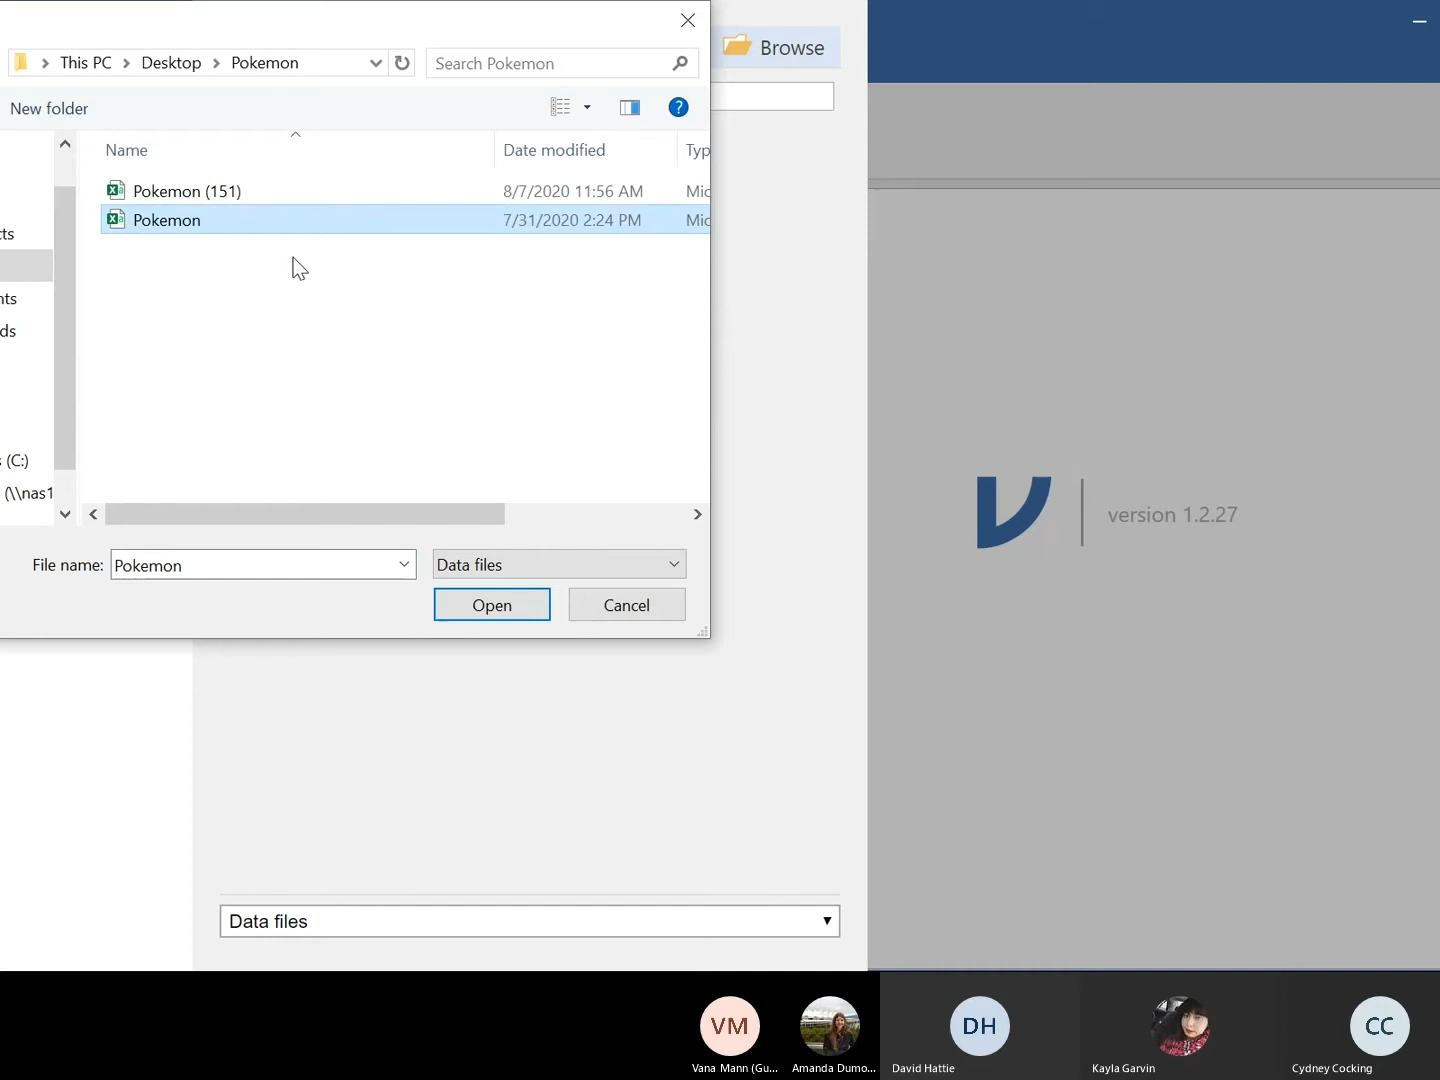 Browse
This PC > Desktop > Pokemon
Search Pokemon
New folder
?
Name Date modified Typ
Pokemon (151) 8/7/2020 11:56 AM Mic
Pokemon 7/31/2020 2:24 PM Mic
cts
nts
ds
(C:)
(\\nas1
File name: Pokemon Data files
Open Cancel
version 1.2.27
Data files
VM
DH
CC
Vana Mann (Gu...
Amanda Dumo...
David Hattie
Kayla Garvin
Cydney Cocking